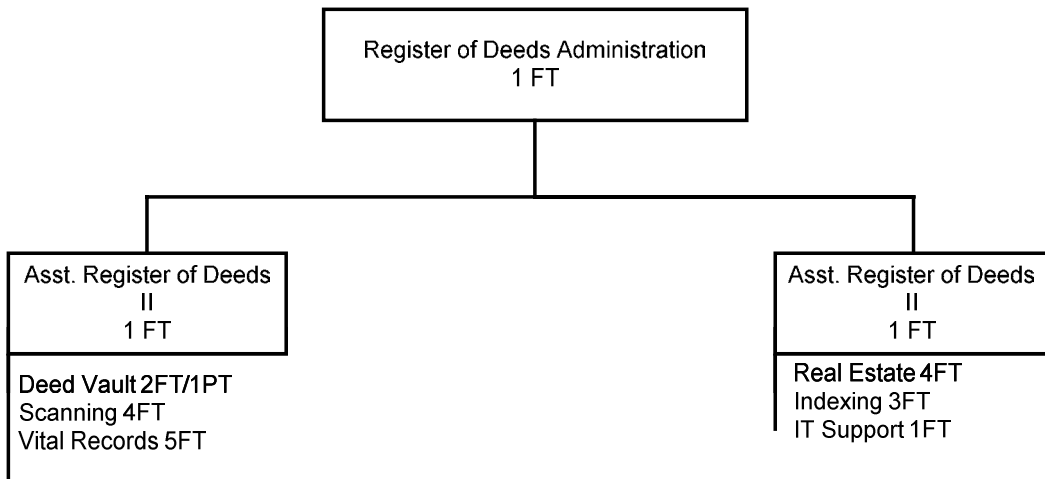 Register of Deeds Administration
1 FT
Asst. Register of Deeds
II
1 FT
Deed Vault 2FT/1PT
Scanning 4FT
Vital Records 5FT
Asst. Register of Deeds
II
1 FT
Real Estate 4FT
Indexing 3FT
IT Support 1FT